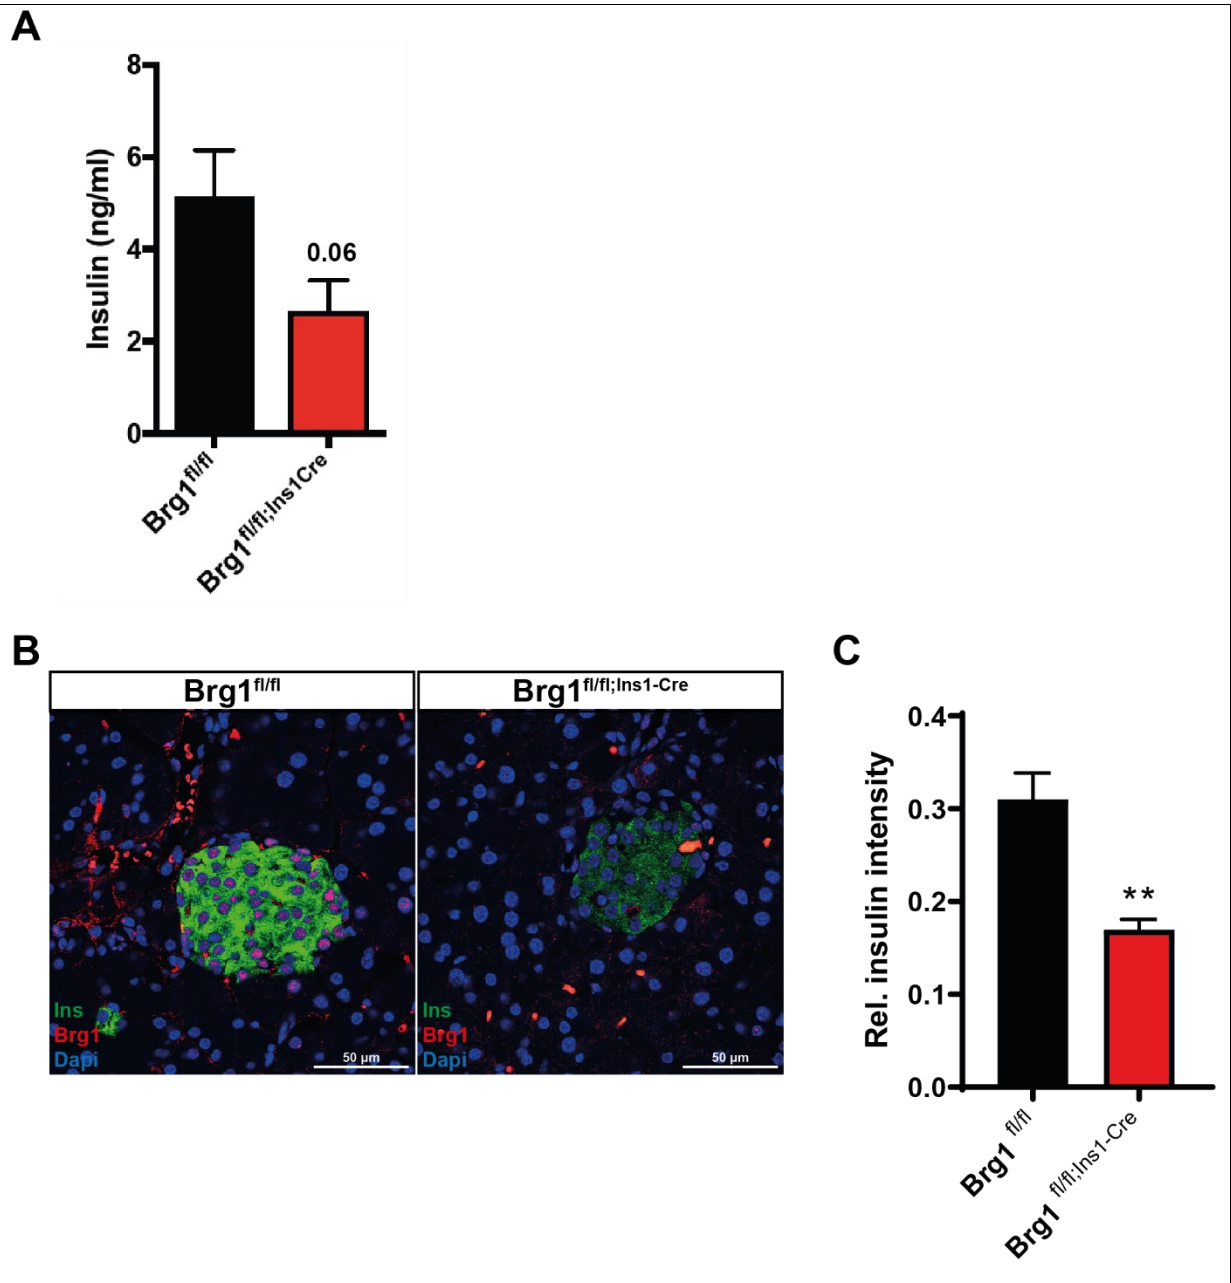 A
8
6
4
2
0
Insulin (ng/ml)
0.06
Brg1fl/fl
Brg1fl/fl;Ins1Cre
B
Brg1fl/fl
Brg1fl/fl;Ins1-Cre
Ins
Brg1
Dapi
50 µm
Ins
Brg1
Dapi
50 µm
C
0.4
0.3
0.2
0.1
0.0
Rel. insulin intensity
**
Brg1 fl/fl
Brg1 fl/fl;Ins1-Cre